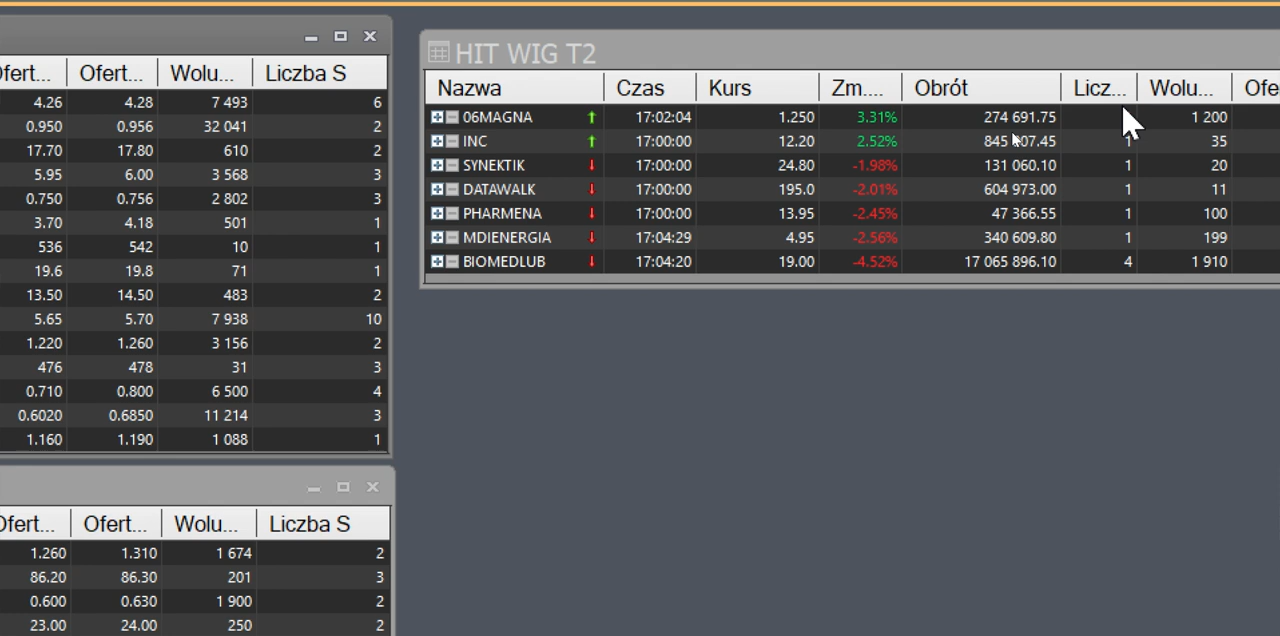 Ofert... Ofert... Wolu... Liczba S
4.26 4.28 7 493 6
0.950 0.956 32 041 2
17.70 17.80 610 2
5.95 6.00 3 568 3
0.750 0.756 2 802 3
3.70 4.18 501 1
536 542 10 1
19.6 19.8 71 1
13.50 14.50 483 2
5.65 5.70 7 938 10
1.220 1.260 3 156 2
476 478 31 3
0.710 0.800 6 500 4
0.6020 0.6850 11 214 3
1.160 1.190 1 088 1
HIT WIG T2
Nazwa Czas Kurs Zm.... Obrót Licz... Wolu... Ofe
06MAGNA 17:02:04 1.250 3.31% 274 691.75 1 200
INC 17:00:00 12.20 2.52% 1 35
SYNEKTIK 17:00:00 24.80 -1.98% 131 060.10 1 20
DATAWALK 17:00:00 195.0 -2.01% 604 973.00 1 11
PHARMENA 17:00:00 13.95 -2.45% 47 366.55 1 100
MDIENERGIA 17:04:29 4.95 -2.56% 340 609.80 1 199
BIOMEDLUB 17:04:20 19.00 -4.52% 17 065 896.10 4 1 910
Ofert... Ofert... Wolu... Liczba S
1.260 1.310 1 674 2
86.20 86.30 201 3
0.600 0.630 1 900 2
23.00 24.00 250 2